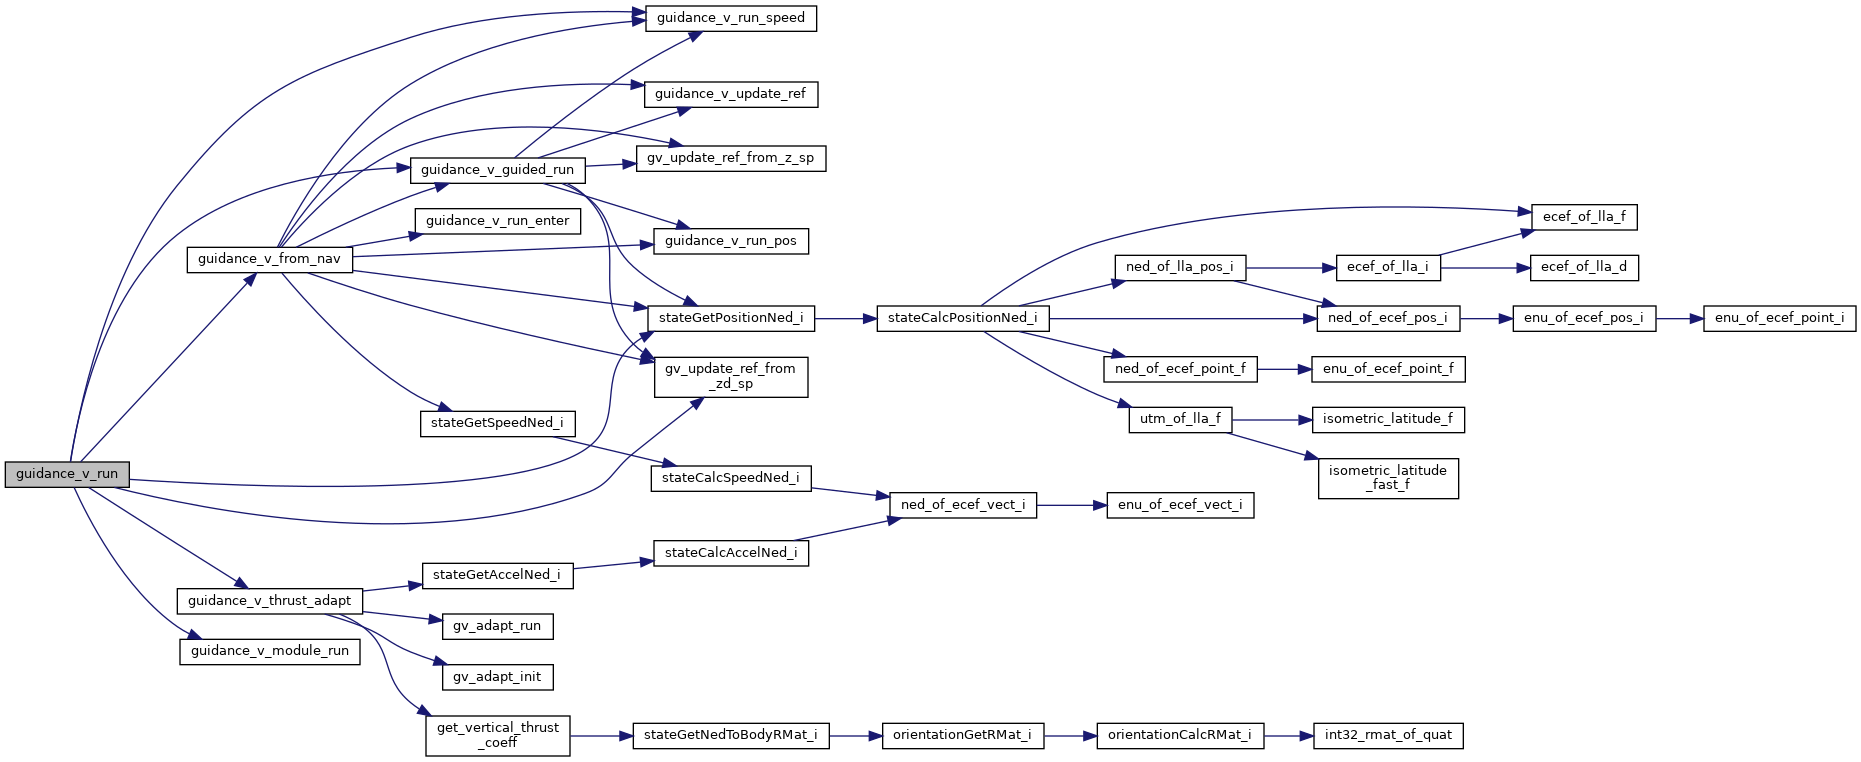 guidance_v_run_speed
guidance_v_update_ref
gv_update_ref_from_z_sp
guidance_v_guided_run
guidance_v_run_enter
guidance_v_run_pos
guidance_v_from_nav
ecef_of_lla_f
ned_of_lla_pos_i
ecef_of_lla_i
ecef_of_lla_d
stateGetPositionNed_i
stateCalcPositionNed_i
ned_of_ecef_pos_i
enu_of_ecef_pos_i
enu_of_ecef_point_i
gv_update_ref_from
_zd_sp
ned_of_ecef_point_f
enu_of_ecef_point_f
stateGetSpeedNed_i
utm_of_lla_f
isometric_latitude_f
guidance_v_run
stateCalcSpeedNed_i
isometric_latitude
_fast_f
ned_of_ecef_vect_i
enu_of_ecef_vect_i
stateCalcAccelNed_i
stateGetAccelNed_i
guidance_v_thrust_adapt
gv_adapt_run
guidance_v_module_run
gv_adapt_init
get_vertical_thrust
_coeff
stateGetNedToBodyRMat_i
orientationGetRMat_i
orientationCalcRMat_i
int32_rmat_of_quat